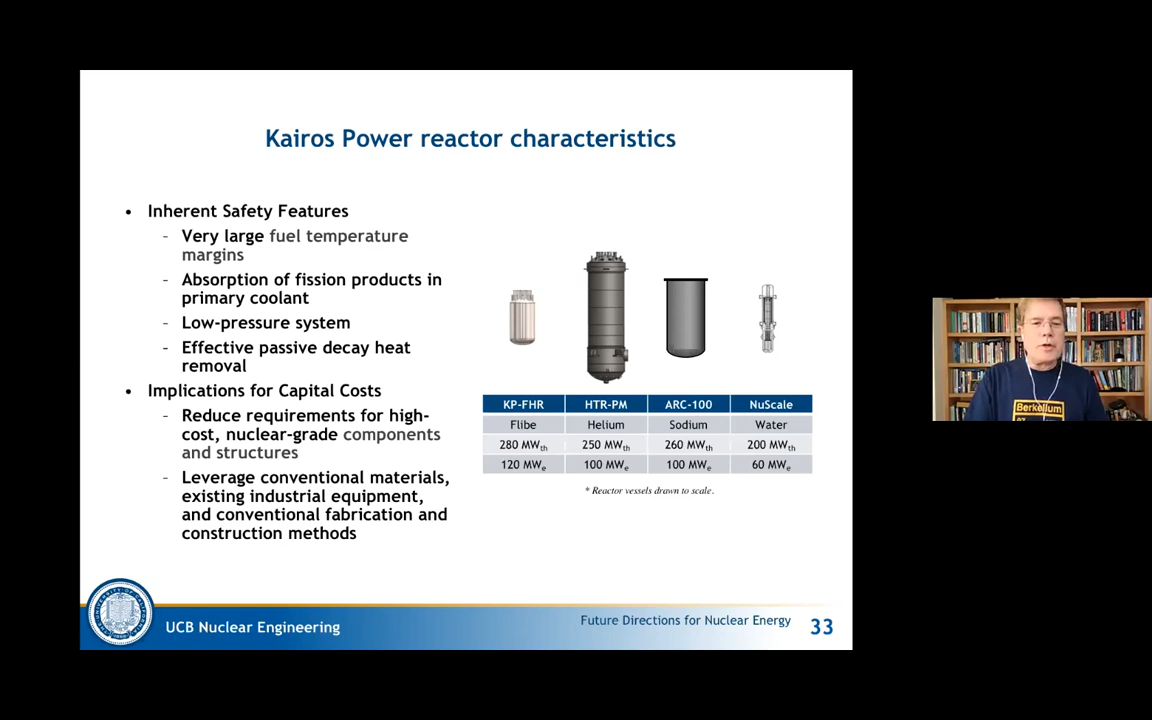 Kairos Power reactor characteristics
• Inherent Safety Features
- Very large fuel temperature
margins
- Absorption of fission products in
primary coolant
- Low-pressure system
- Effective passive decay heat
removal
• Implications for Capital Costs
- Reduce requirements for high-
cost, nuclear-grade components
and structures
- Leverage conventional materials,
existing industrial equipment,
and conventional fabrication and
construction methods
KP-FHR HTR-PM ARC-100 NuScale
Flibe Helium Sodium Water
280 MWth 250 MWth 260 MWth 200 MWth
120 MWe 100 MWe 100 MWe 60 MWe
* Reactor vessels drawn to scale.
UCB Nuclear Engineering
Future Directions for Nuclear Energy
33
Berkelium
97